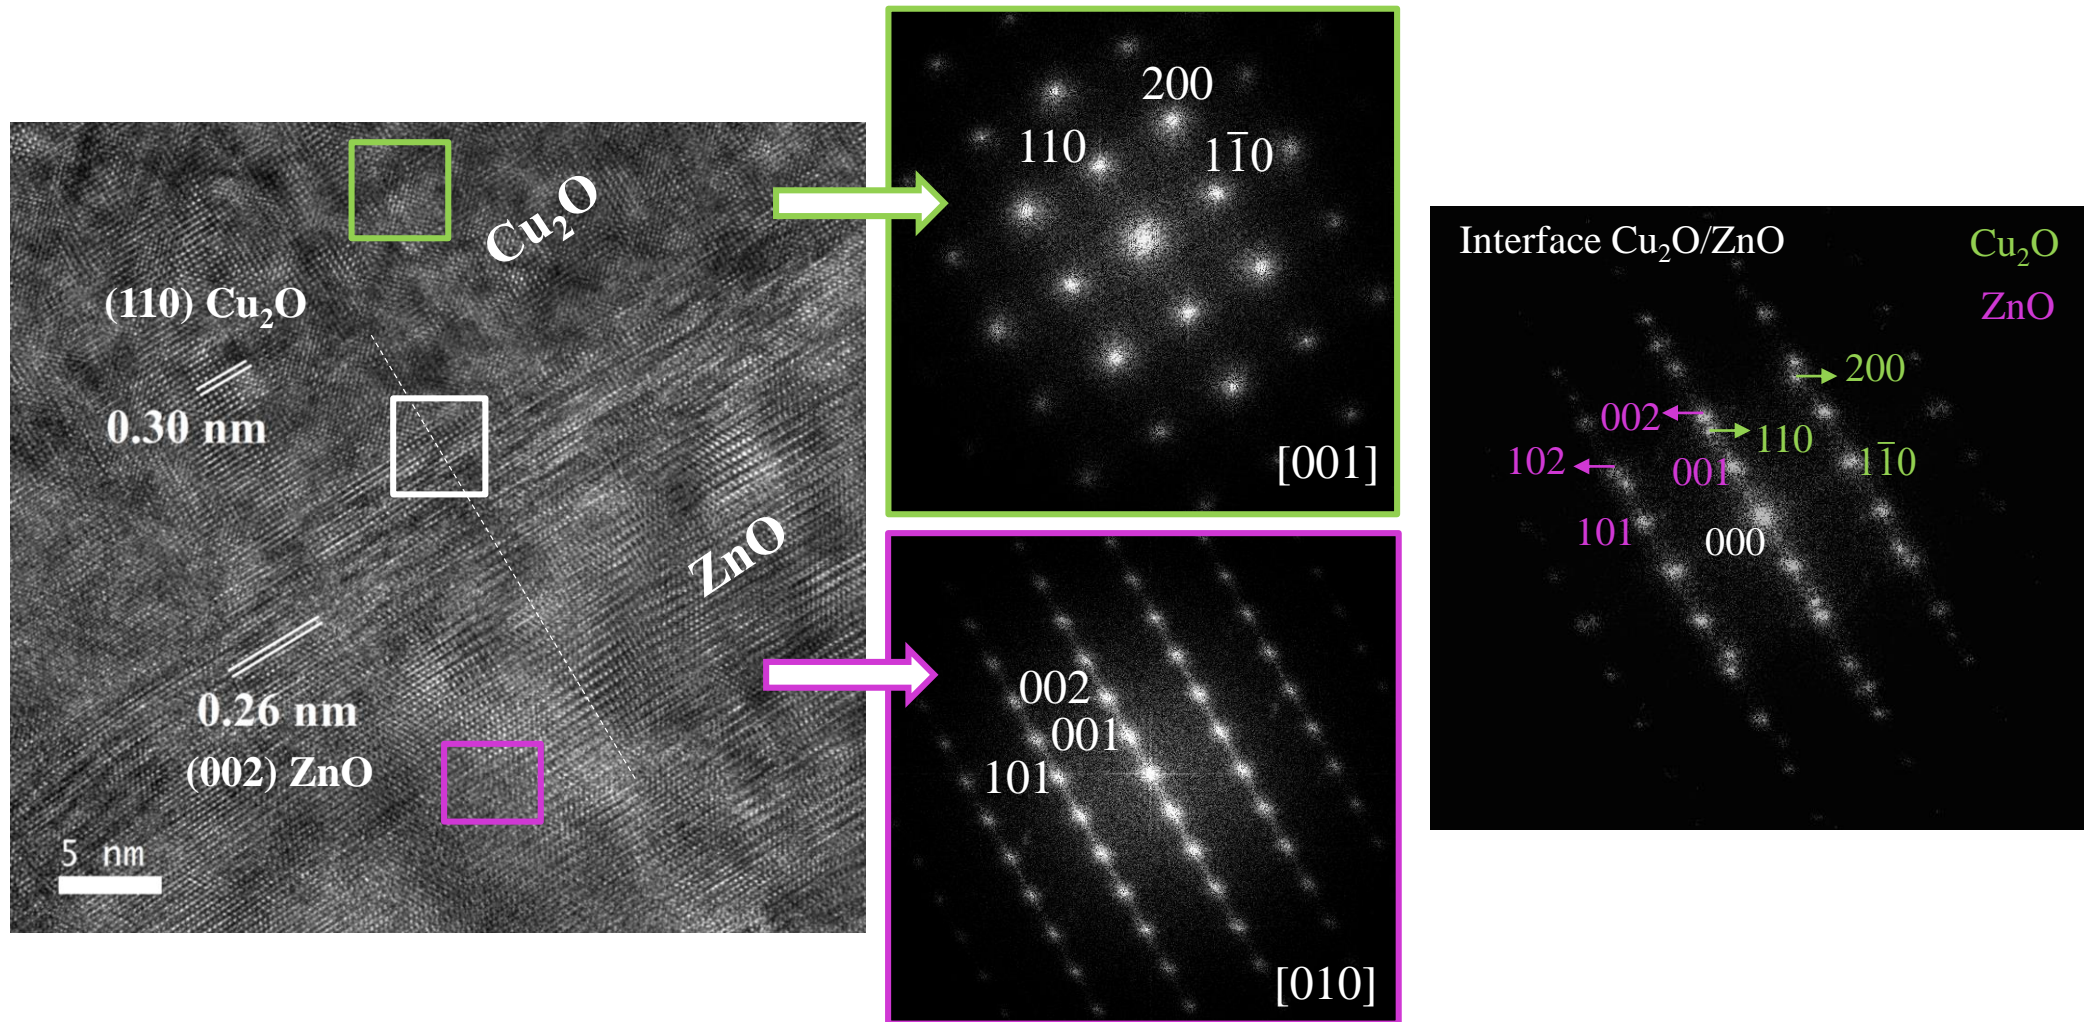 Cu₂O
(110) Cu₂O
0.30 nm
ZnO
0.26 nm
(002) ZnO
5 nm
200
110
11̅0
[001]
002
001
101
[010]
Interface Cu₂O/ZnO
Cu₂O
ZnO
200
002
110
11̅0
102
001
101
000